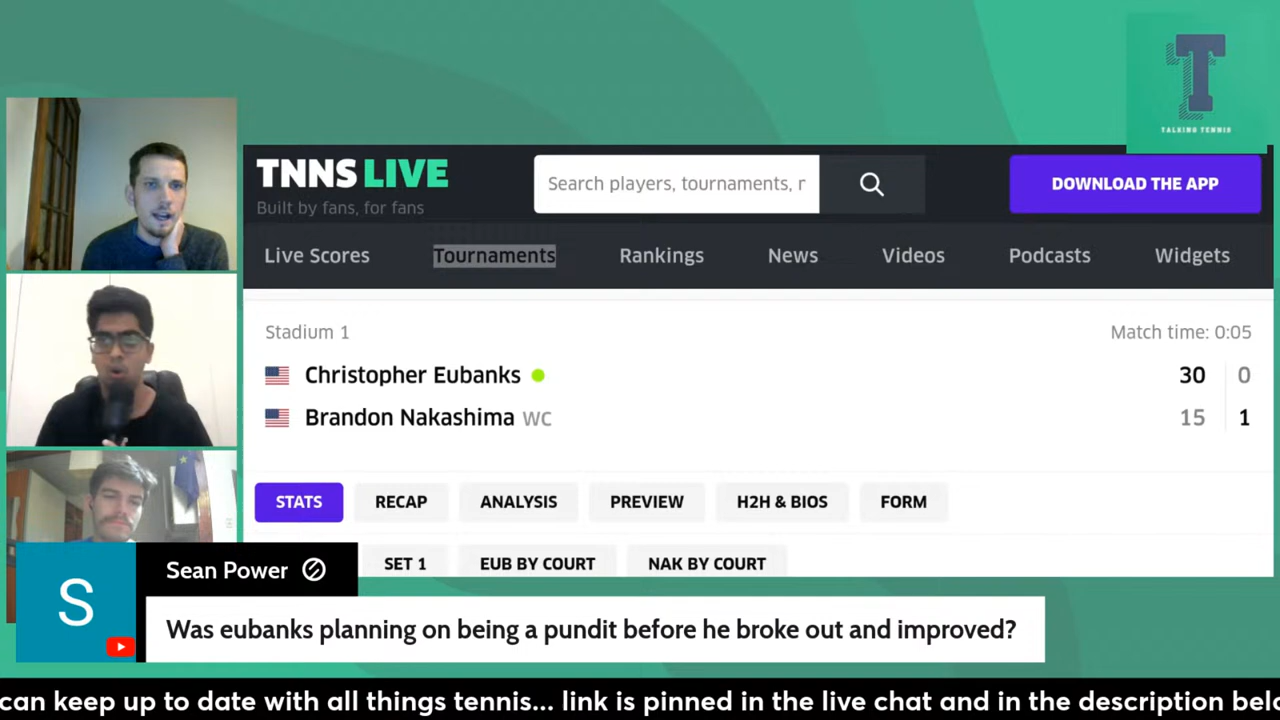 T
TALKING TENNIS
TNNS LIVE
Built by fans, for fans
Search players, tournaments, r
DOWNLOAD THE APP
Live Scores
Tournaments
Rankings
News
Videos
Podcasts
Widgets
Stadium 1
Match time: 0:05
Christopher Eubanks
30 0
Brandon Nakashima WC
15 1
STATS
RECAP
ANALYSIS
PREVIEW
H2H & BIOS
FORM
SET 1
EUB BY COURT
NAK BY COURT
S
Sean Power
Was eubanks planning on being a pundit before he broke out and improved?
can keep up to date with all things tennis... link is pinned in the live chat and in the description belo